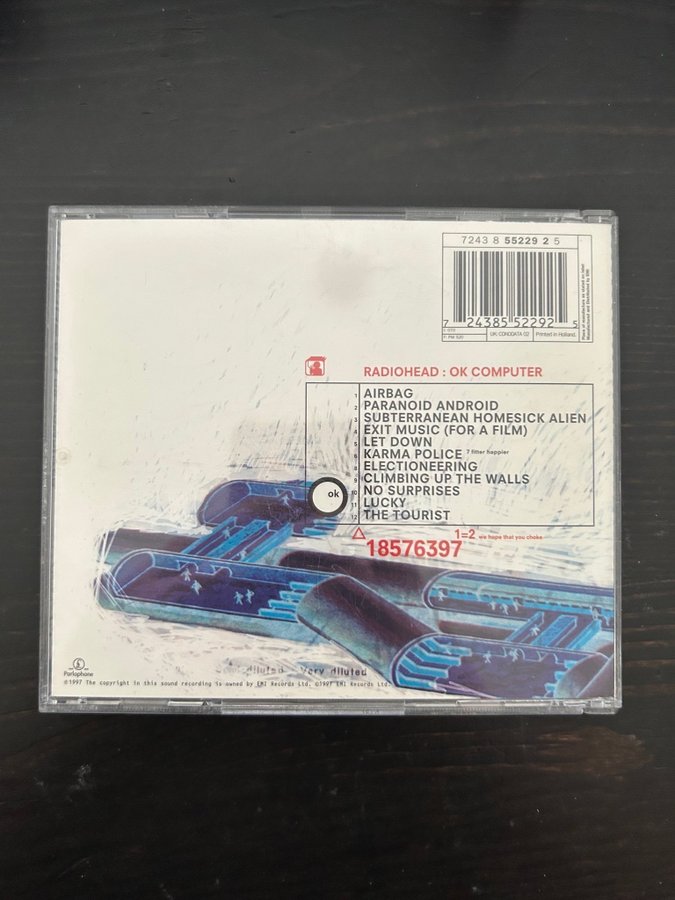 7243 8 55229 2 5
7 24385 52292 5
UK: CDNODATA 02
Printed in Holland.
RADIOHEAD : OK COMPUTER
1 AIRBAG
2 PARANOID ANDROID
3 SUBTERRANEAN HOMESICK ALIEN
4 EXIT MUSIC (FOR A FILM)
5 LET DOWN
6 KARMA POLICE 7 fitter happier
8 ELECTIONEERING
9 CLIMBING UP THE WALLS
10 NO SURPRISES
11 LUCKY
12 THE TOURIST
ok
18576397 1=2 we hope that you choke
diluted very diluted
Parlophone
©1997 The copyright in this sound recording is owned by EMI Records Ltd. ©1997 EMI Records Ltd.